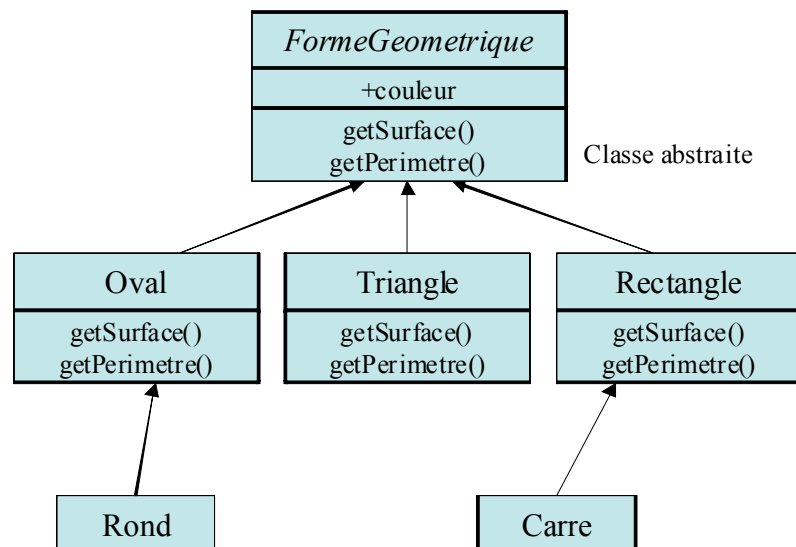 FormeGeometrique
+couleur
getSurface()
getPerimetre()
Classe abstraite
Oval
getSurface()
getPerimetre()
Triangle
getSurface()
getPerimetre()
Rectangle
getSurface()
getPerimetre()
Rond
Carre